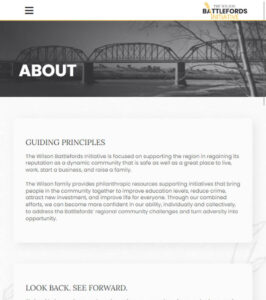 THE WILSON
BATTLEFORDS
INITIATIVE
ABOUT
GUIDING PRINCIPLES
The Wilson Battlefords Initiative is focused on supporting the region in regaining its
reputation as a dynamic community that is safe as well as a great place to live,
work, start a business, and raise a family.
The Wilson family provides philanthropic resources supporting initiatives that bring
people in the community together to improve education levels, reduce crime,
attract new investment, and improve life for everyone. Through our combined
efforts, we can become more confident in our ability, individually and collectively,
to address the Battlefords' regional community challenges and turn adversity into
opportunity.
LOOK BACK. SEE FORWARD.